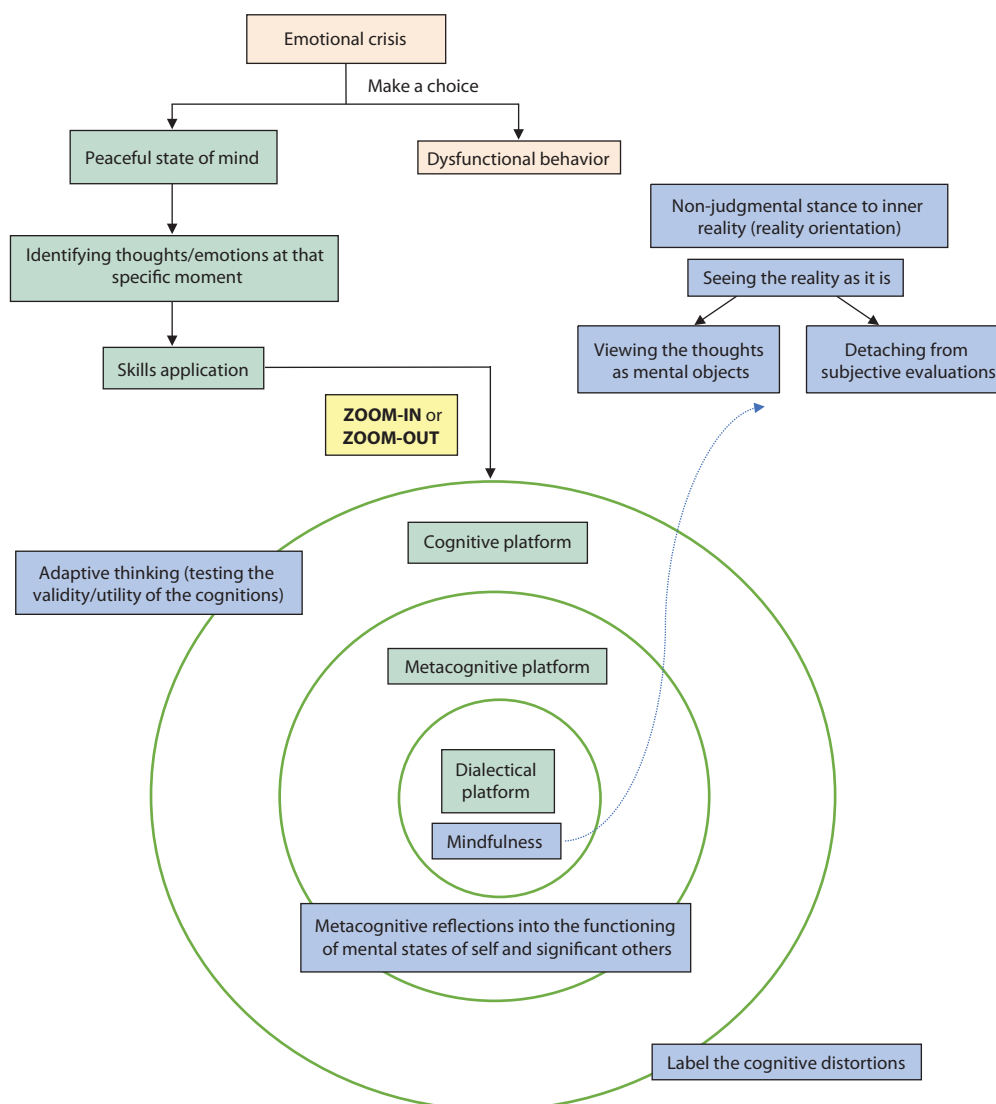 Emotional crisis
Make a choice
Peaceful state of mind
Dysfunctional behavior
Identifying thoughts/emotions at that
specific moment
Skills application
Non-judgmental stance to inner
reality (reality orientation)
Seeing the reality as it is
Viewing the thoughts
as mental objects
Detaching from
subjective evaluations
ZOOM-IN or
ZOOM-OUT
Cognitive platform
Adaptive thinking (testing the
validity/utility of the cognitions)
Metacognitive platform
Dialectical
platform
Mindfulness
Metacognitive reflections into the functioning
of mental states of self and significant others
Label the cognitive distortions